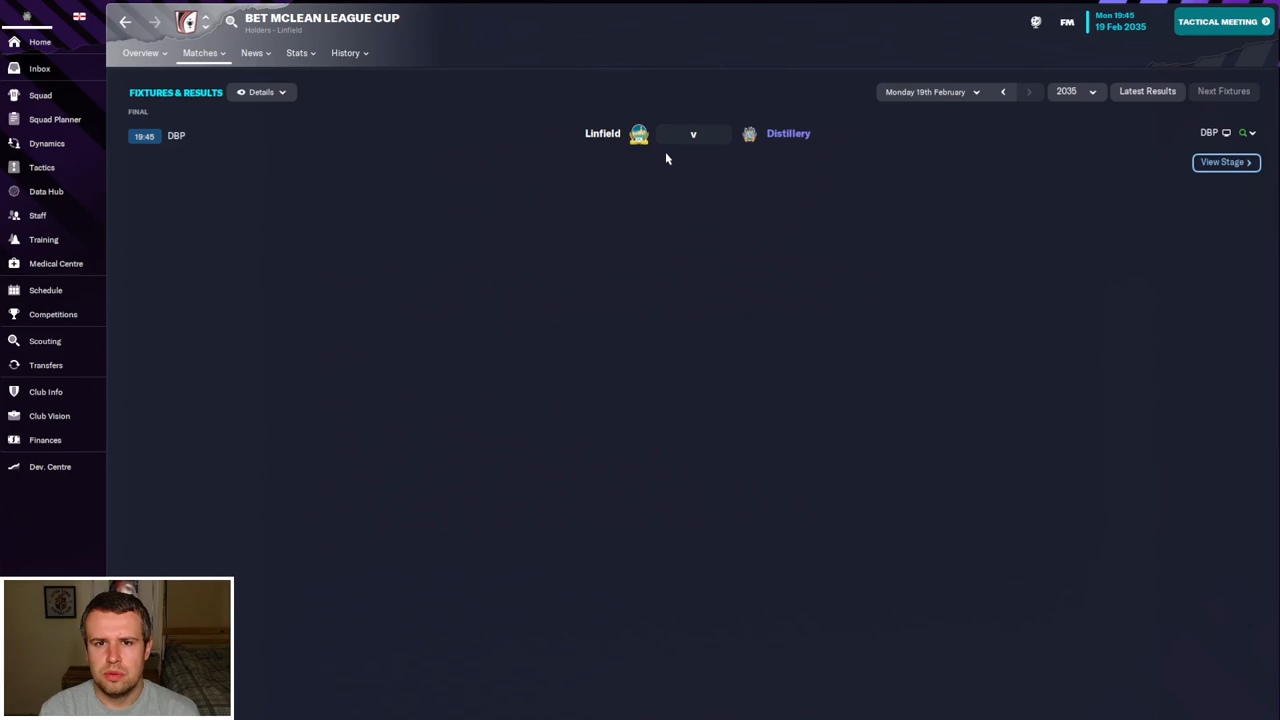 BET MCLEAN LEAGUE CUP
Holders - Linfield
FM
Mon 19:45
19 Feb 2035
TACTICAL MEETING
Home
Inbox
Squad
Squad Planner
Dynamics
Tactics
Data Hub
Staff
Training
Medical Centre
Schedule
Competitions
Scouting
Transfers
Club Info
Club Vision
Finances
Dev. Centre
Overview
Matches
News
Stats
History
FIXTURES & RESULTS
Details
Monday 19th February
2035
Latest Results
Next Fixtures
FINAL
19:45 DBP Linfield v Distillery DBP
View Stage